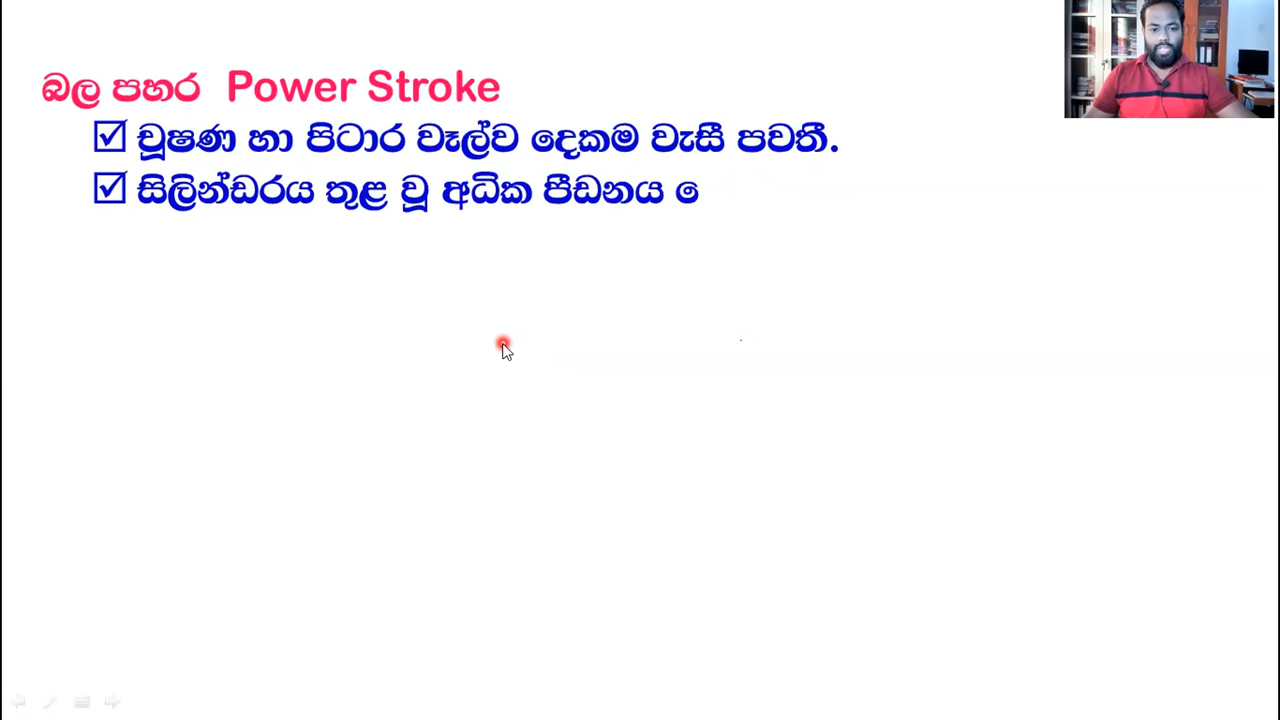 බල පහර Power Stroke
චූෂණ හා පිටාර වෑල්ව දෙකම වැසී පවතී.
සිලින්ඩරය තුළ වූ අධික පීඩනය ෙ